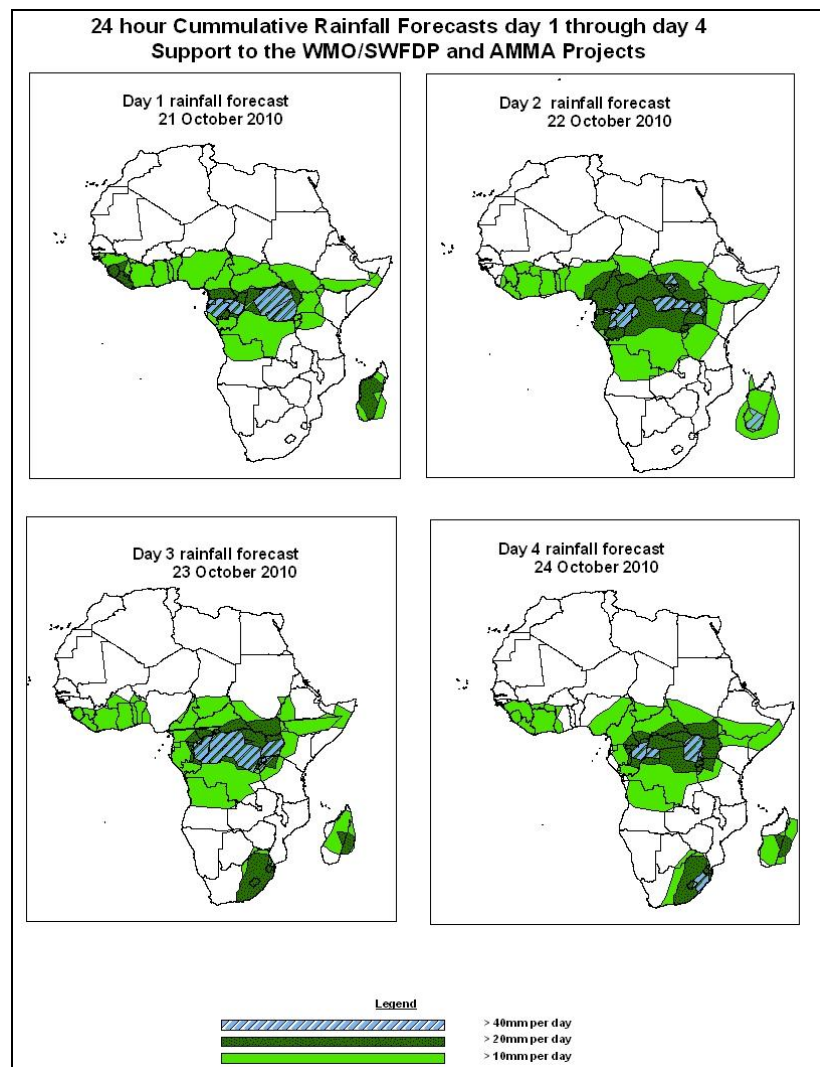 24 hour Cummulative Rainfall Forecasts day 1 through day 4
Support to the WMO/SWFDP and AMMA Projects
Day 1 rainfall forecast
21 October 2010
Day 2 rainfall forecast
22 October 2010
Day 3 rainfall forecast
23 October 2010
Day 4 rainfall forecast
24 October 2010
Legend
> 40mm per day
> 20mm per day
> 10mm per day